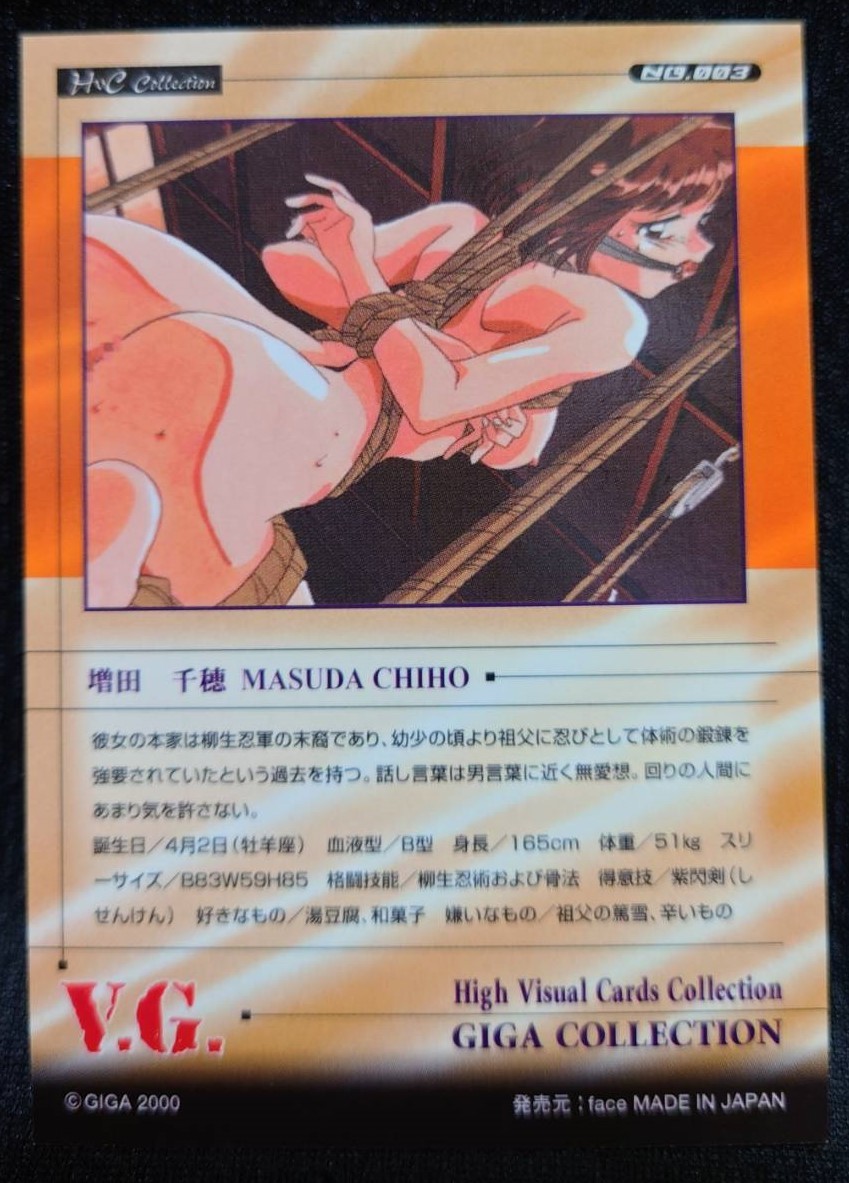 HVC Collection
NO.003
増田 千穂 MASUDA CHIHO
彼女の本家は柳生忍軍の末裔であり、幼少の頃より祖父に忍びとして体術の鍛錬を
強要されていたという過去を持つ。話し言葉は男言葉に近く無愛想。回りの人間に
あまり気を許さない。
誕生日／4月2日（牡羊座） 血液型／B型 身長／165cm 体重／51kg スリ
ーサイズ／B83W59H85 格闘技能／柳生忍術および骨法 得意技／紫閃剣（し
せんけん） 好きなもの／湯豆腐、和菓子 嫌いなもの／祖父の篤雪、辛いもの
V.G.
High Visual Cards Collection
GIGA COLLECTION
©GIGA 2000
発売元：face MADE IN JAPAN